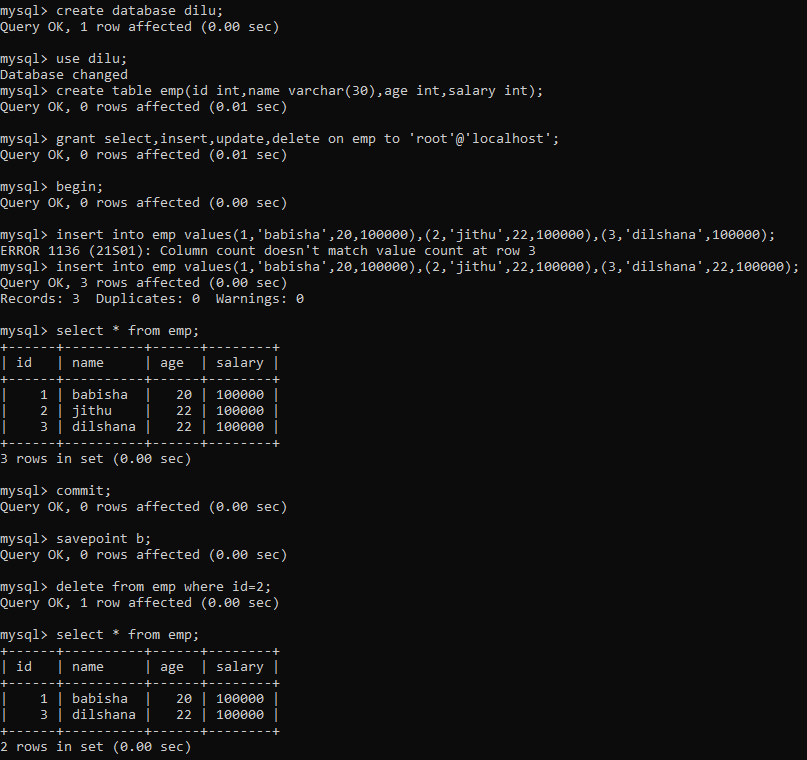 mysql> create database dilu;
Query OK, 1 row affected (0.00 sec)

mysql> use dilu;
Database changed
mysql> create table emp(id int,name varchar(30),age int,salary int);
Query OK, 0 rows affected (0.01 sec)

mysql> grant select,insert,update,delete on emp to 'root'@'localhost';
Query OK, 0 rows affected (0.01 sec)

mysql> begin;
Query OK, 0 rows affected (0.00 sec)

mysql> insert into emp values(1,'babisha',20,100000),(2,'jithu',22,100000),(3,'dilshana',100000);
ERROR 1136 (21S01): Column count doesn't match value count at row 3
mysql> insert into emp values(1,'babisha',20,100000),(2,'jithu',22,100000),(3,'dilshana',22,100000);
Query OK, 3 rows affected (0.00 sec)
Records: 3  Duplicates: 0  Warnings: 0

mysql> select * from emp;
+------+----------+------+--------+
| id   | name     | age  | salary |
+------+----------+------+--------+
|    1 | babisha  |   20 | 100000 |
|    2 | jithu    |   22 | 100000 |
|    3 | dilshana |   22 | 100000 |
+------+----------+------+--------+
3 rows in set (0.00 sec)

mysql> commit;
Query OK, 0 rows affected (0.00 sec)

mysql> savepoint b;
Query OK, 0 rows affected (0.00 sec)

mysql> delete from emp where id=2;
Query OK, 1 row affected (0.00 sec)

mysql> select * from emp;
+------+----------+------+--------+
| id   | name     | age  | salary |
+------+----------+------+--------+
|    1 | babisha  |   20 | 100000 |
|    3 | dilshana |   22 | 100000 |
+------+----------+------+--------+
2 rows in set (0.00 sec)